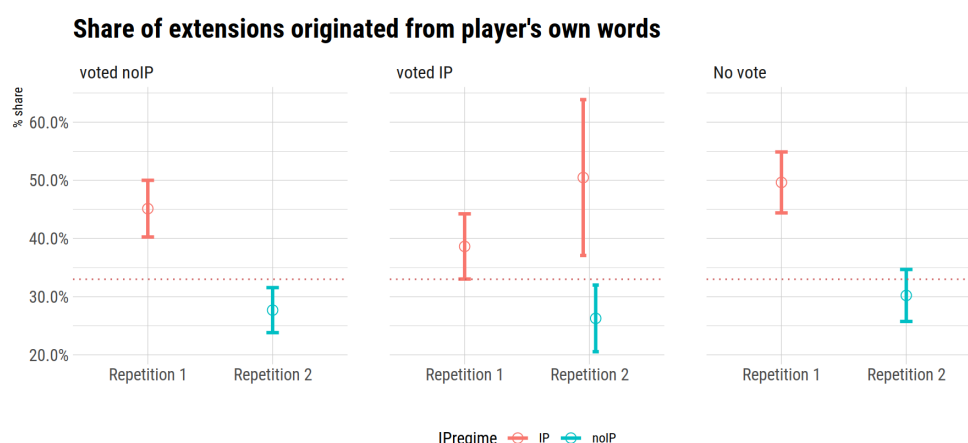 Share of extensions originated from player's own words
voted noIP
voted IP
No vote
% share
60.0%
50.0%
40.0%
30.0%
20.0%
Repetition 1
Repetition 2
Repetition 1
Repetition 2
Repetition 1
Repetition 2
IPregime IP noIP